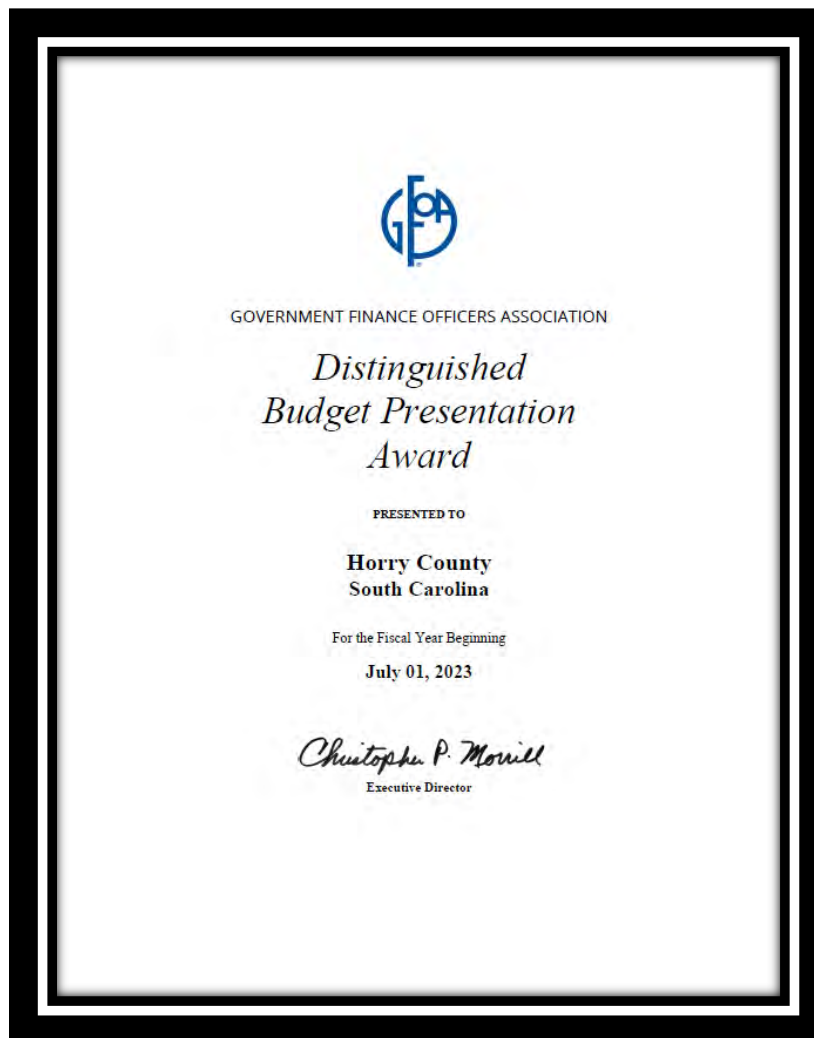 GFOA
GOVERNMENT FINANCE OFFICERS ASSOCIATION
Distinguished
Budget Presentation
Award
PRESENTED TO
Horry County
South Carolina
For the Fiscal Year Beginning
July 01, 2023
Christopher P. Morrill
Executive Director